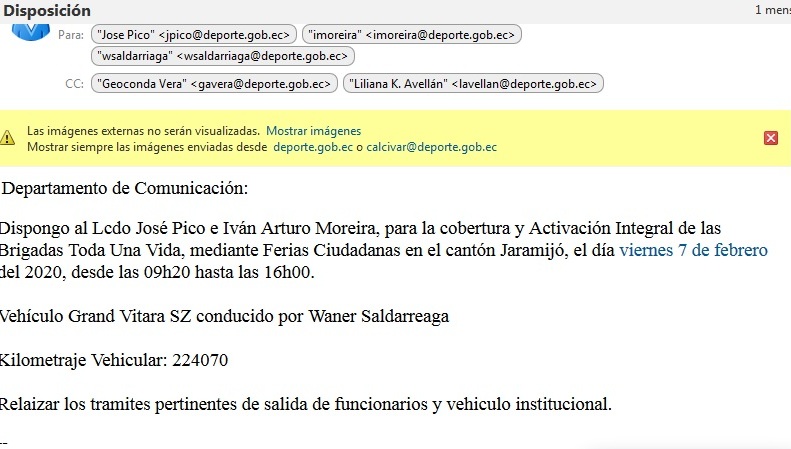 Disposición
1 mens
Para: "Jose Pico" <jpico@deporte.gob.ec> "imoreira" <imoreira@deporte.gob.ec>
"wsaldarriaga" <wsaldarriaga@deporte.gob.ec>
CC: "Geoconda Vera" <gavera@deporte.gob.ec> "Liliana K. Avellán" <lavellan@deporte.gob.ec>
Las imágenes externas no serán visualizadas. Mostrar imágenes
Mostrar siempre las imágenes enviadas desde deporte.gob.ec o calcivar@deporte.gob.ec
Departamento de Comunicación:
Dispongo al Lcdo José Pico e Iván Arturo Moreira, para la cobertura y Activación Integral de las
Brigadas Toda Una Vida, mediante Ferias Ciudadanas en el cantón Jaramijó, el día viernes 7 de febrero
del 2020, desde las 09h20 hasta las 16h00.
Vehículo Grand Vitara SZ conducido por Waner Saldarreaga
Kilometraje Vehicular: 224070
Relaizar los tramites pertinentes de salida de funcionarios y vehiculo institucional.
--